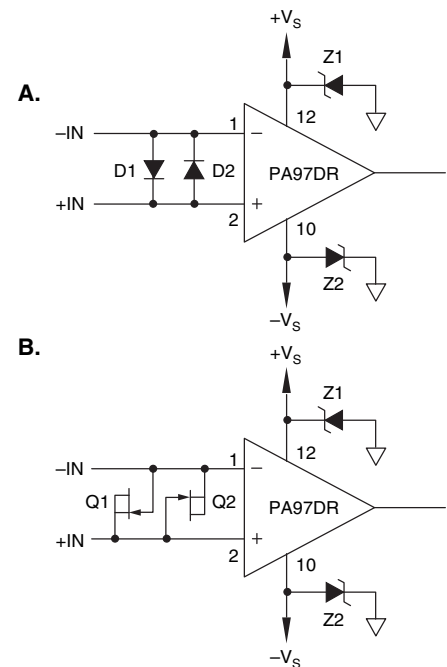 +VS
Z1
A.
12
–IN
1
–
D1
D2
PA97DR
+IN
+
2
10
Z2
–VS
B.
+VS
Z1
12
–IN
1
–
Q1
Q2
PA97DR
+IN
+
2
10
Z2
–VS